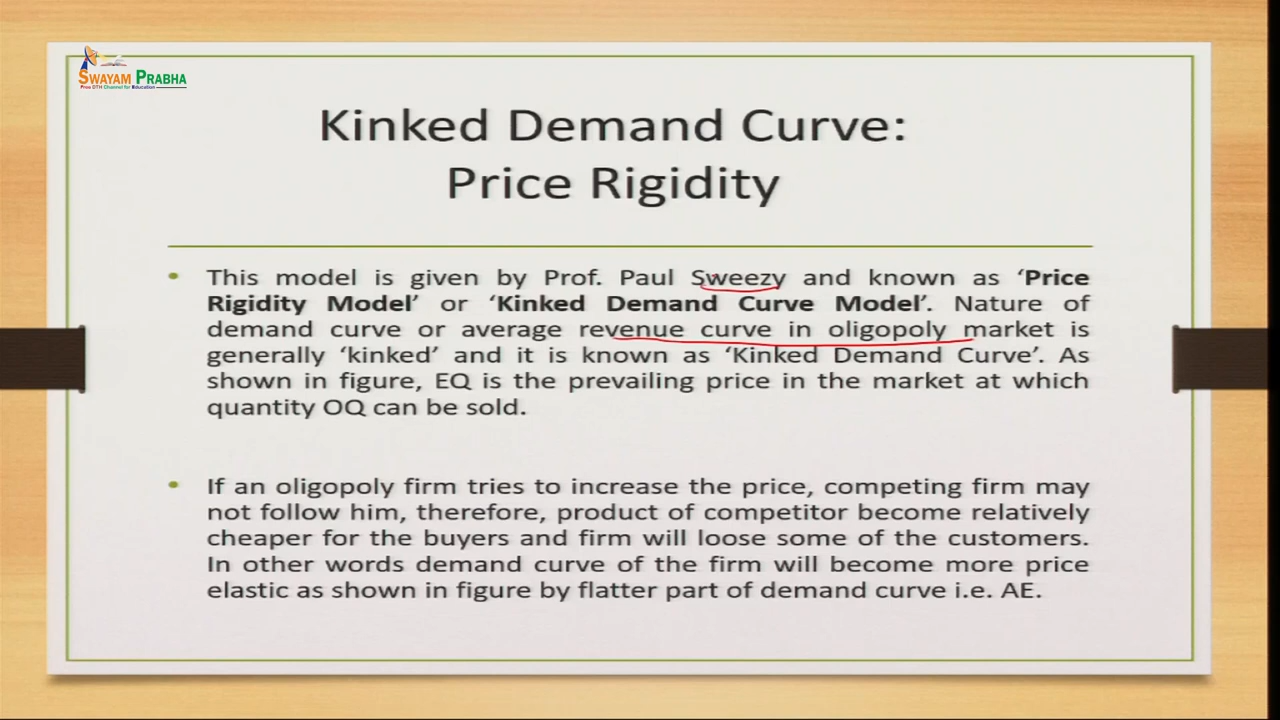 SWAYAM PRABHA
Free DTH Channel for Education
Kinked Demand Curve:
Price Rigidity
• This model is given by Prof. Paul Sweezy and known as ‘Price
Rigidity Model’ or ‘Kinked Demand Curve Model’. Nature of
demand curve or average revenue curve in oligopoly market is
generally ‘kinked’ and it is known as ‘Kinked Demand Curve’. As
shown in figure, EQ is the prevailing price in the market at which
quantity OQ can be sold.
• If an oligopoly firm tries to increase the price, competing firm may
not follow him, therefore, product of competitor become relatively
cheaper for the buyers and firm will loose some of the customers.
In other words demand curve of the firm will become more price
elastic as shown in figure by flatter part of demand curve i.e. AE.